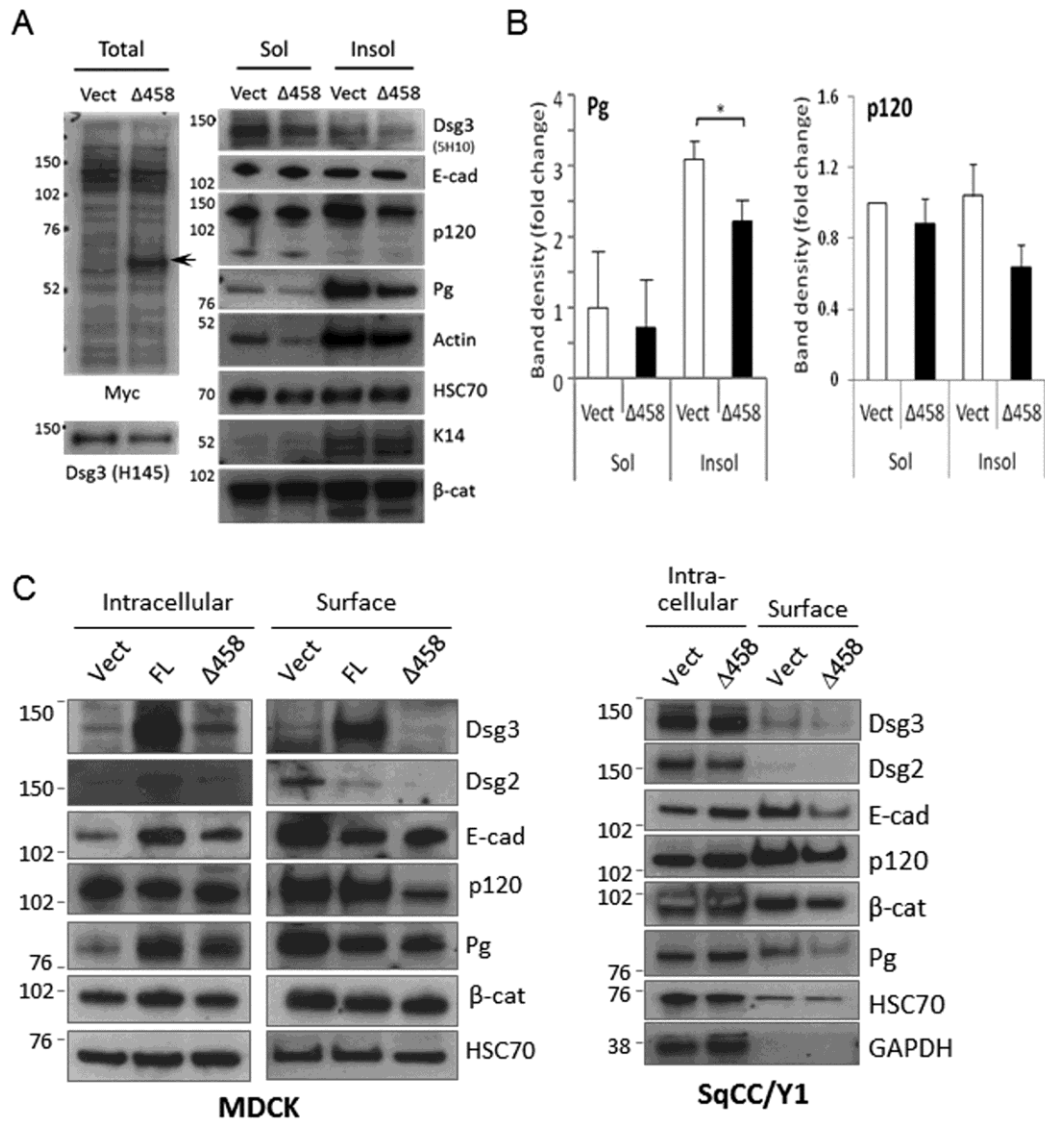 A
Total
Vect Δ458
150
102
76
52
Myc
150
Dsg3 (H145)
Sol Insol
Vect Δ458 Vect Δ458
150
Dsg3
(5H10)
102
E-cad
150
102
p120
76
Pg
52
Actin
70
HSC70
52
K14
102
β-cat
B
Pg
*
Band density (fold change)
5
4
3
2
1
0
Vect Δ458 Vect Δ458
Sol Insol
p120
Band density (fold change)
1.6
1.2
0.8
0.4
0
Vect Δ458 Vect Δ458
Sol Insol
C
Intracellular Surface
Vect FL Δ458 Vect FL Δ458
150 Dsg3
150 Dsg2
102 E-cad
102 p120
76 Pg
102 β-cat
76 HSC70
MDCK
Intra-
cellular Surface
Vect Δ458 Vect Δ458
150 Dsg3
150 Dsg2
102 E-cad
102 p120
102 β-cat
76 Pg
76 HSC70
38 GAPDH
SqCC/Y1